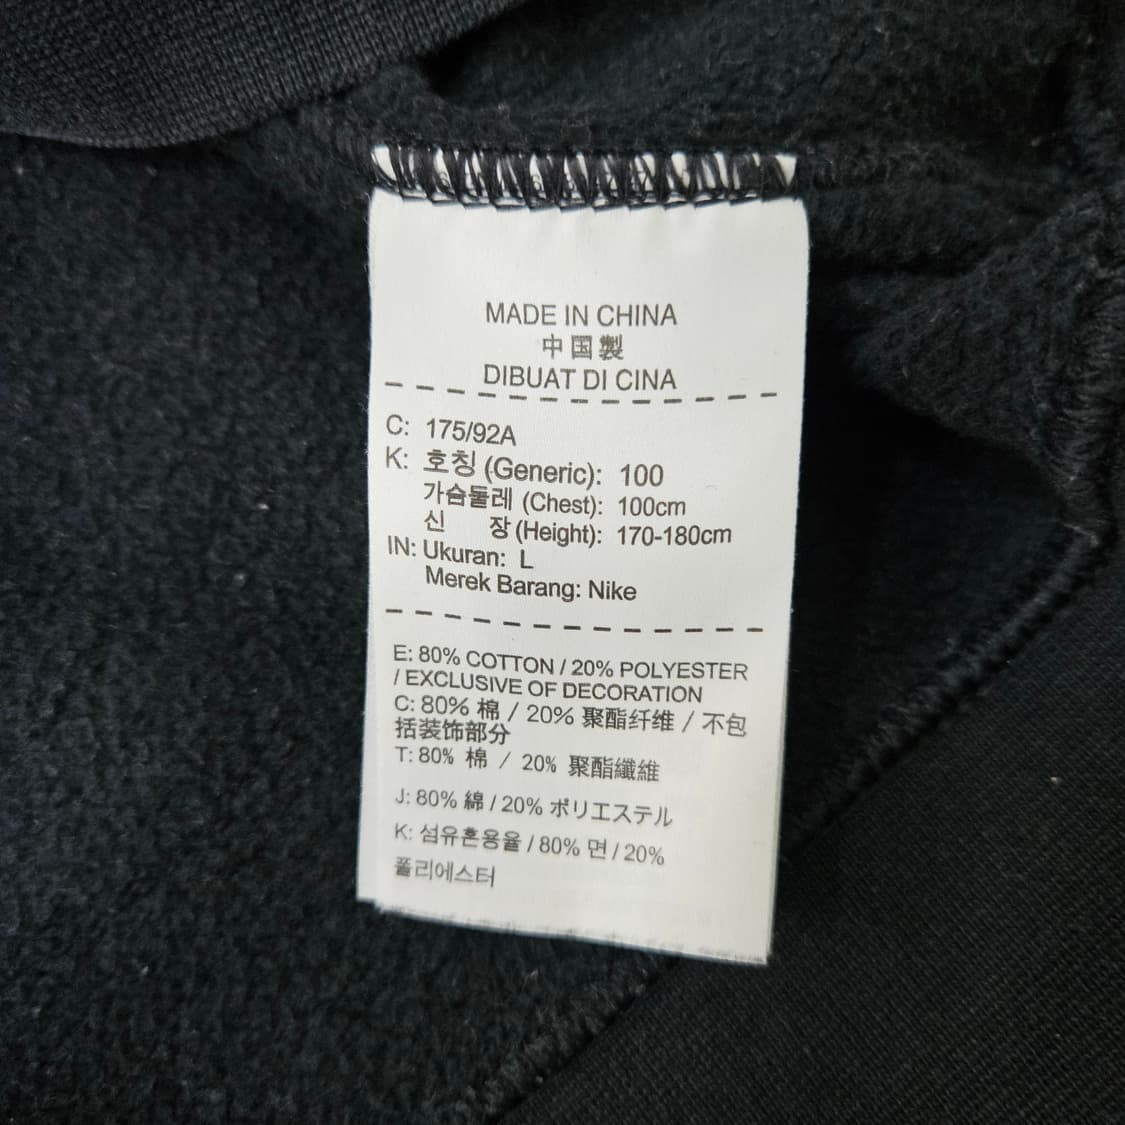 MADE IN CHINA
中国製
DIBUAT DI CINA
C: 175/92A
K: 호칭 (Generic): 100
가슴둘레 (Chest): 100cm
신 장 (Height): 170-180cm
IN: Ukuran: L
Merek Barang: Nike
E: 80% COTTON / 20% POLYESTER
/ EXCLUSIVE OF DECORATION
C: 80% 棉 / 20% 聚酯纤维 / 不包
括装饰部分
T: 80% 棉 / 20% 聚酯纖維
J: 80% 綿 / 20% ポリエステル
K: 섬유혼용율 / 80% 면 / 20%
폴리에스터